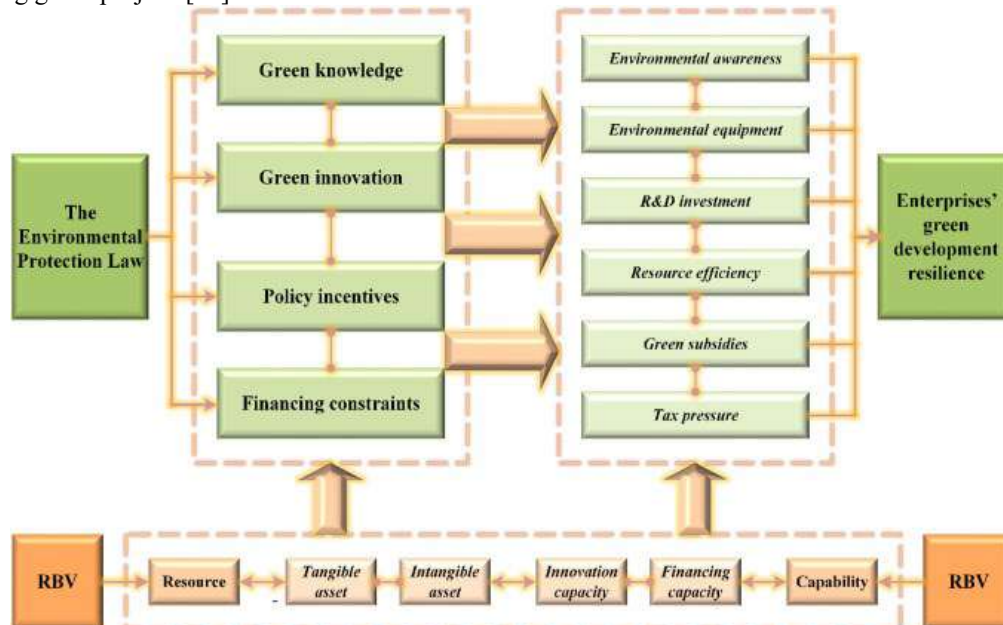 Green knowledge
Green innovation
Policy incentives
Financing constraints
The
Environmental
Protection Law
Environmental awareness
Environmental equipment
R&D investment
Resource efficiency
Green subsidies
Tax pressure
Enterprises'
green
development
resilience
RBV
Resource
Tangible
asset
Intangible
asset
Innovation
capacity
Financing
capacity
Capability
RBV